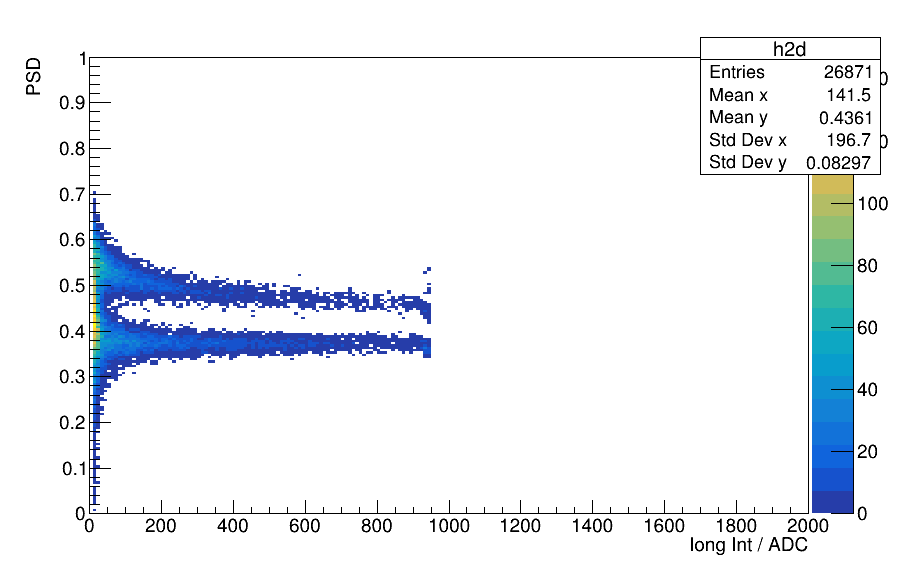 h2d
Entries 26871
Mean x 141.5
Mean y 0.4361
Std Dev x 196.7
Std Dev y 0.08297
PSD
1
0.9
0.8
0.7
0.6
0.5
0.4
0.3
0.2
0.1
0
0 200 400 600 800 1000 1200 1400 1600 1800 2000
long Int / ADC
100
80
60
40
20
0